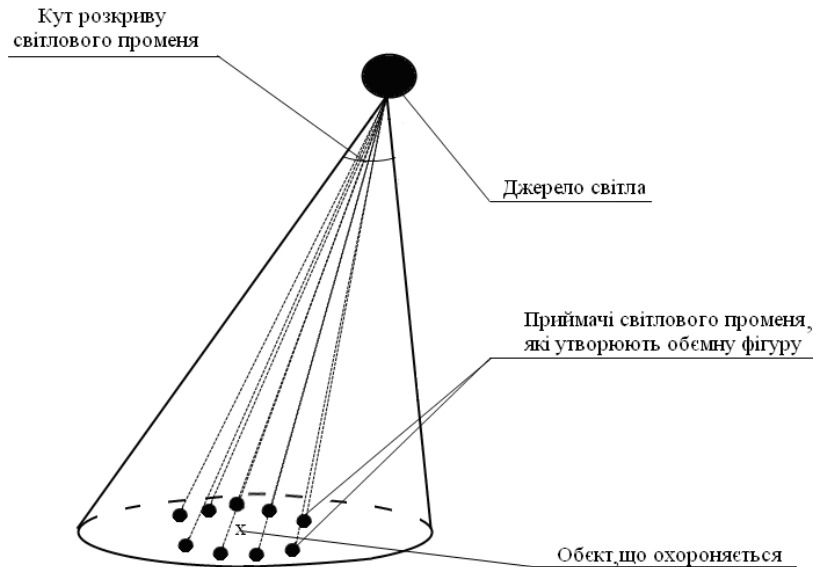 Кут розкриву
світлового променя
Джерело світла
Приймачі світлового променя,
які утворюють обємну фігуру
x
Обєкт,що охороняється